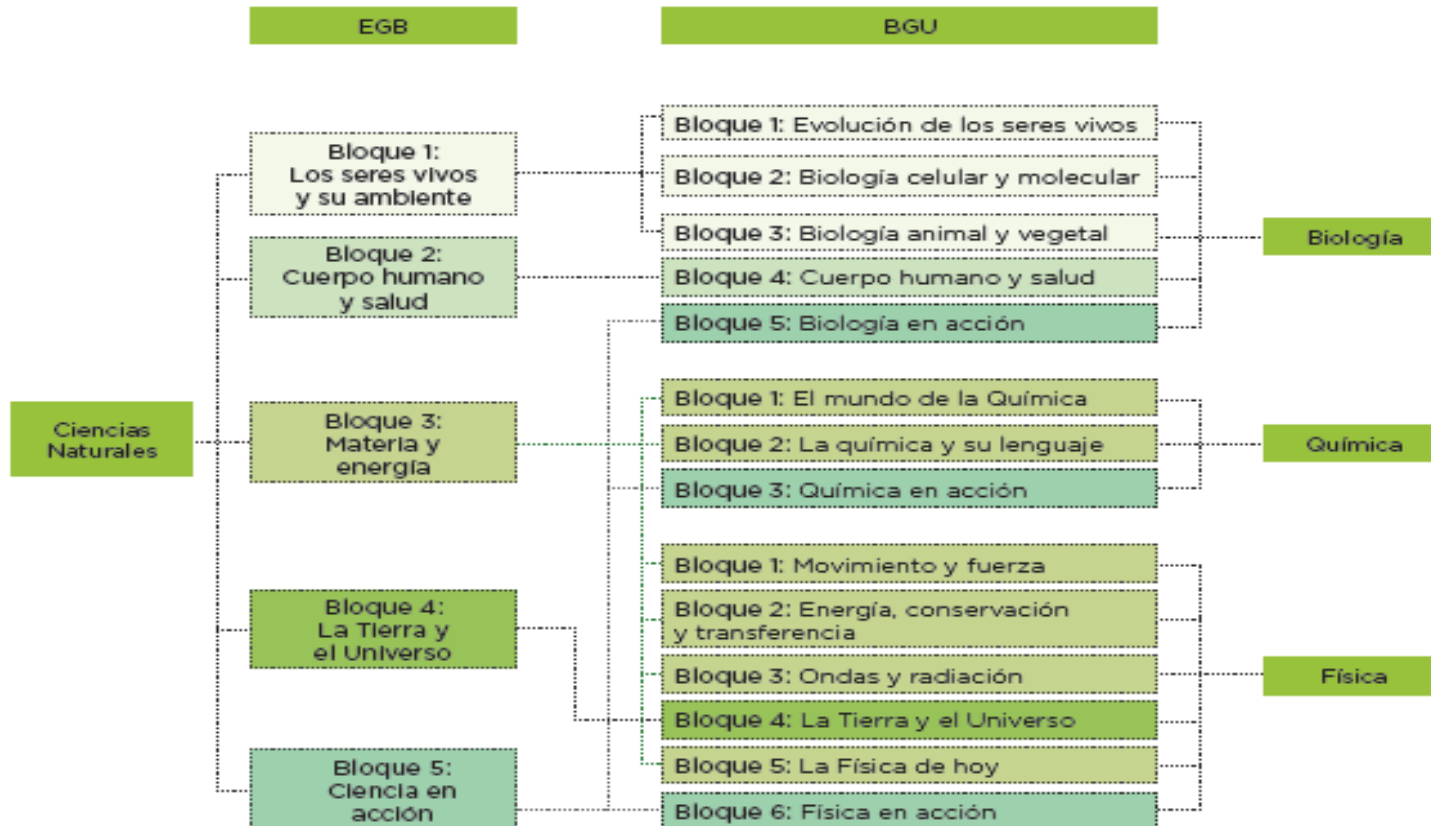 EGB
BGU
Ciencias
Naturales
Bloque 1:
Los seres vivos
y su ambiente
Bloque 2:
Cuerpo humano
y salud
Bloque 3:
Materia y
energía
Bloque 4:
La Tierra y
el Universo
Bloque 5:
Ciencia en
acción
Bloque 1: Evolución de los seres vivos
Bloque 2: Biología celular y molecular
Bloque 3: Biología animal y vegetal
Bloque 4: Cuerpo humano y salud
Bloque 5: Biología en acción
Bloque 1: El mundo de la Química
Bloque 2: La química y su lenguaje
Bloque 3: Química en acción
Bloque 1: Movimiento y fuerza
Bloque 2: Energía, conservación
y transferencia
Bloque 3: Ondas y radiación
Bloque 4: La Tierra y el Universo
Bloque 5: La Física de hoy
Bloque 6: Física en acción
Biología
Química
Física